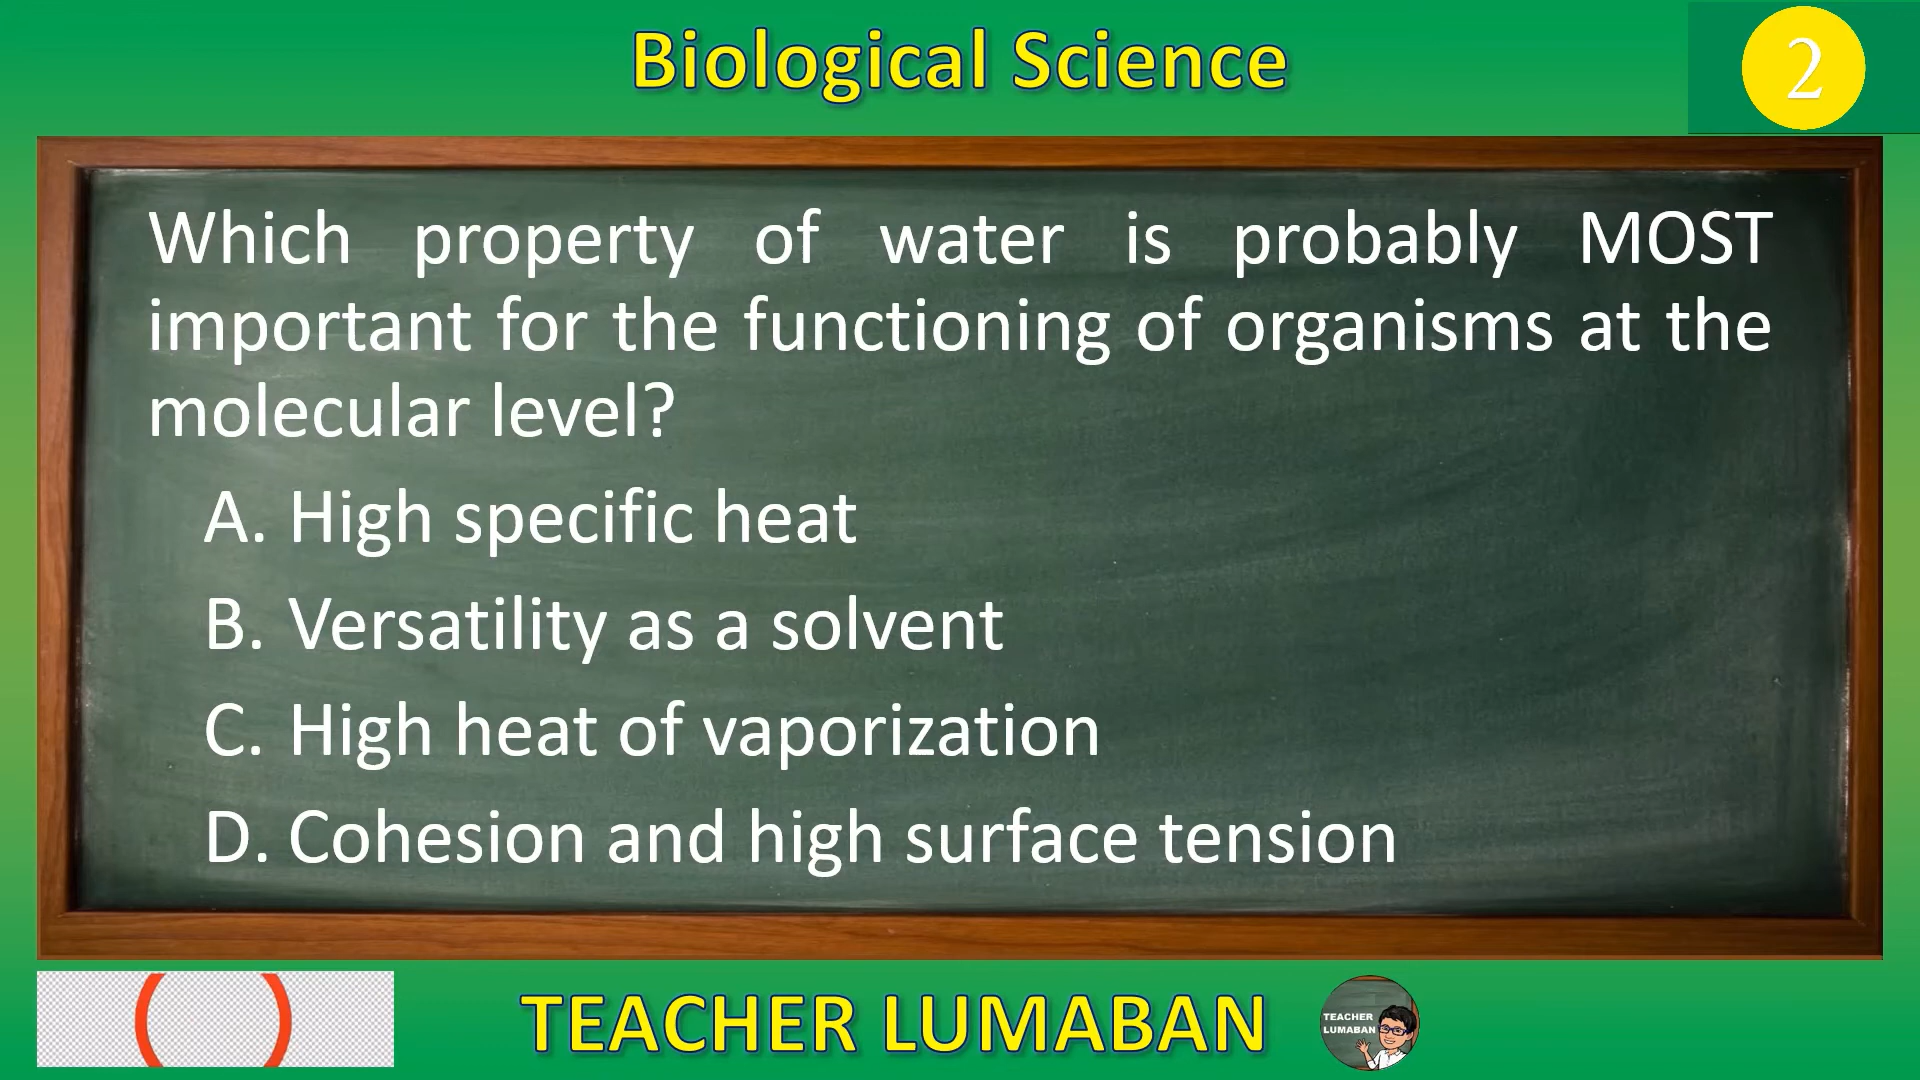 Biological Science
2
Which property of water is probably MOST
important for the functioning of organisms at the
molecular level?
A. High specific heat
B. Versatility as a solvent
C. High heat of vaporization
D. Cohesion and high surface tension
TEACHER LUMABAN
TEACHER
LUMABAN